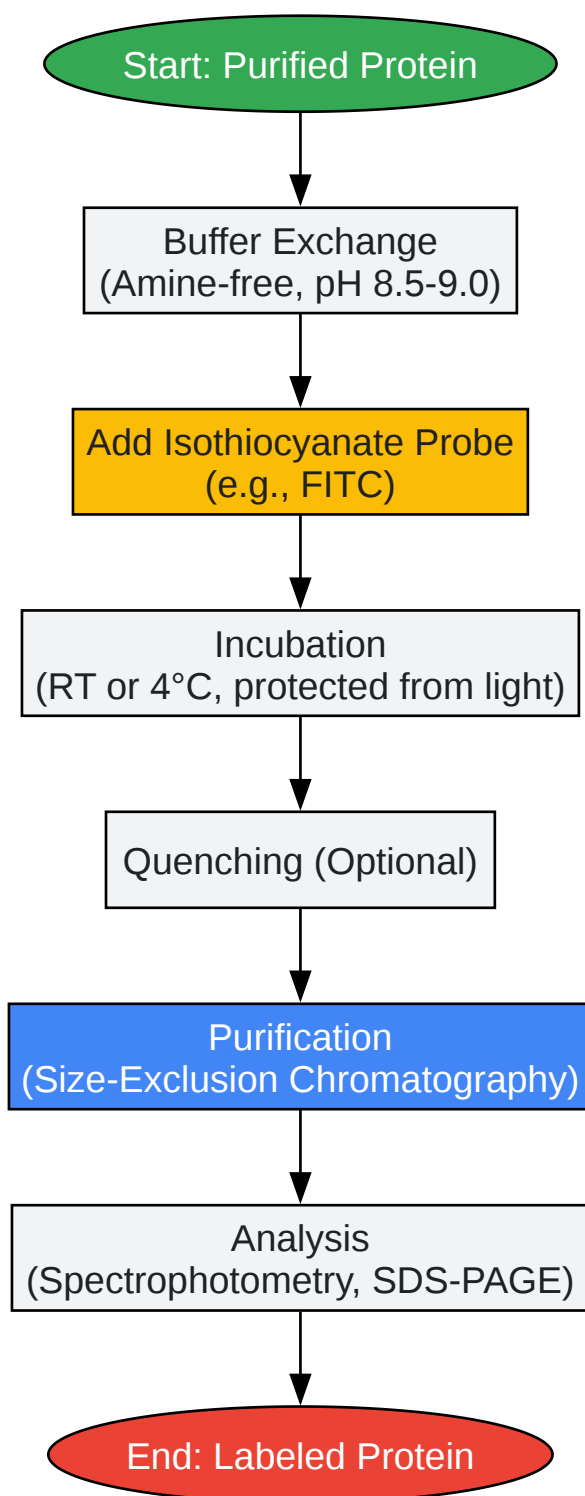 Start: Purified Protein
Buffer Exchange
(Amine-free, pH 8.5-9.0)
Add Isothiocyanate Probe
(e.g., FITC)
Incubation
(RT or 4°C, protected from light)
Quenching (Optional)
Purification
(Size-Exclusion Chromatography)
Analysis
(Spectrophotometry, SDS-PAGE)
End: Labeled Protein